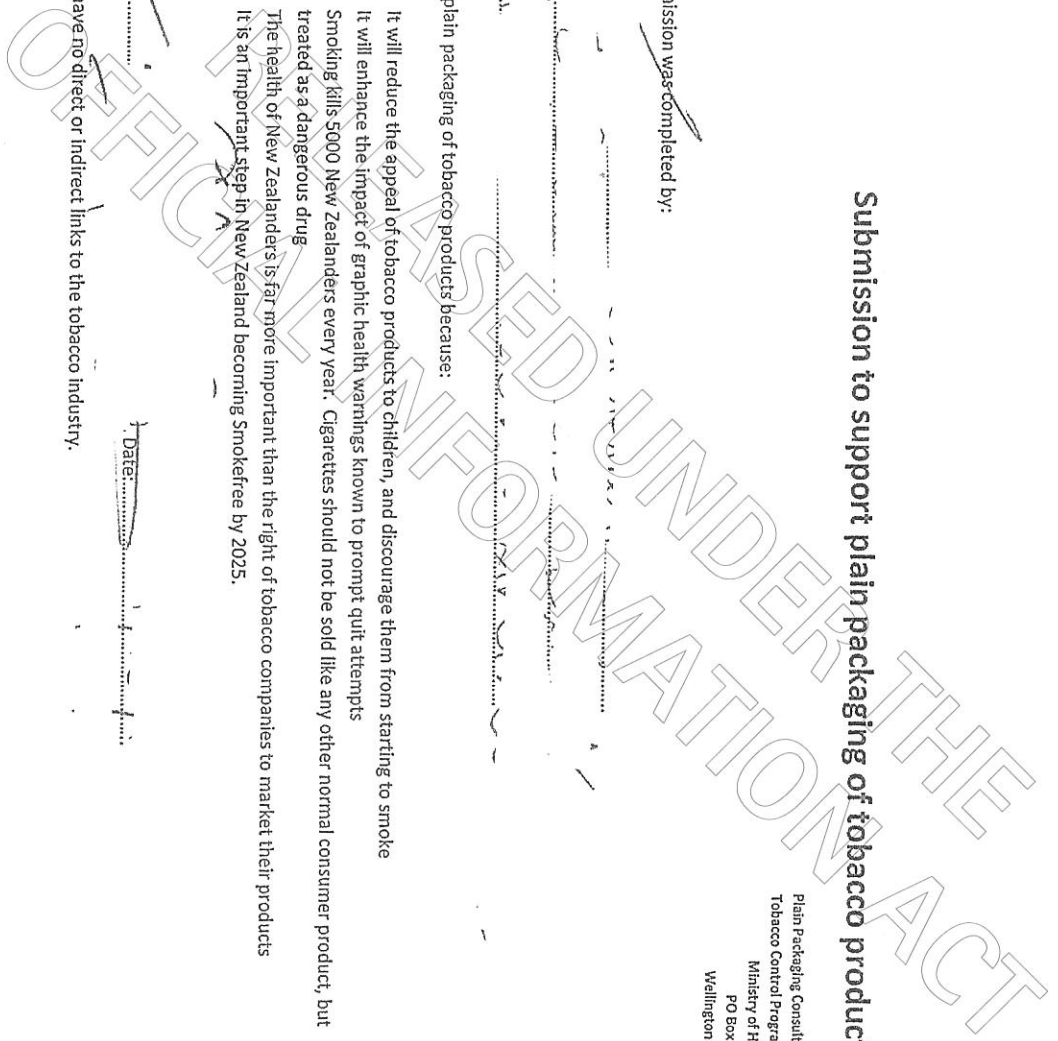 Submission to support plain packaging of tobacco produc
Plain Packaging Consult
Tobacco Control Progra
Ministry of H
PO Box
Wellington
ission was completed by:
plain packaging of tobacco products because:
It will reduce the appeal of tobacco products to children, and discourage them from starting to smoke
It will enhance the impact of graphic health warnings known to prompt quit attempts
Smoking kills 5000 New Zealanders every year. Cigarettes should not be sold like any other normal consumer product, but
treated as a dangerous drug
The health of New Zealanders is far more important than the right of tobacco companies to market their products
It is an important step in New Zealand becoming Smokefree by 2025.
Date:
have no direct or indirect links to the tobacco industry.
RELEASED UNDER THE
OFFICIAL INFORMATION ACT